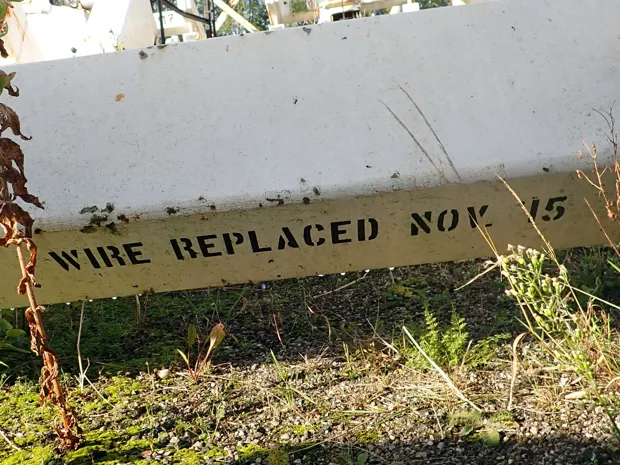 WIRE REPLACED NOV. 15